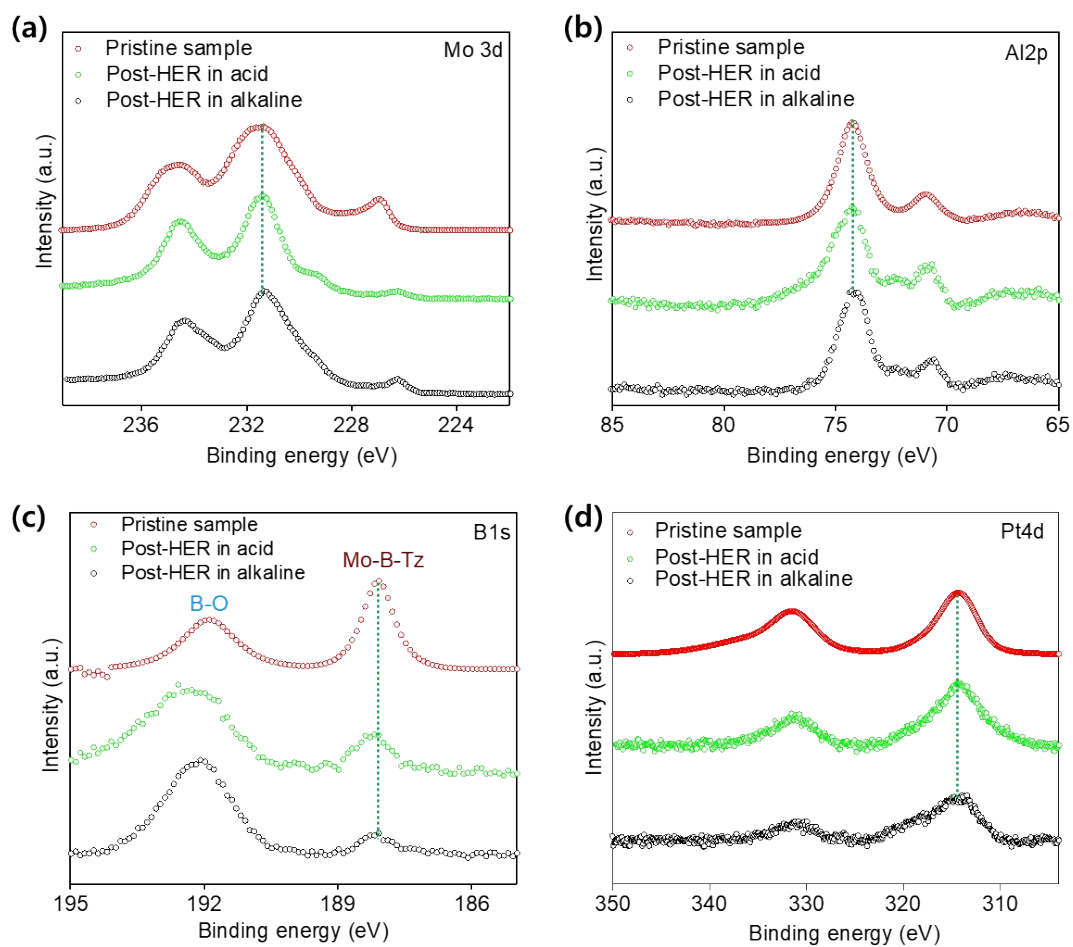 (a)
Pristine sample
Mo 3d
Post-HER in acid
Post-HER in alkaline
Intensity (a.u.)
236
231
228
224
Binding energy (eV)
(b)
Pristine sample
Al2p
Post-HER in acid
Post-HER in alkaline
Intensity (a.u.)
85
80
75
70
65
Binding energy (eV)
(c)
Pristine sample
B1s
Post-HER in acid
Post-HER in alkaline
Mo-B-Tz
B-O
Intensity (a.u.)
195
192
189
186
Binding energy (eV)
(d)
Pristine sample
Pt4d
Post-HER in acid
Post-HER in alkaline
Intensity (a.u.)
350
340
330
320
310
Binding energy (eV)